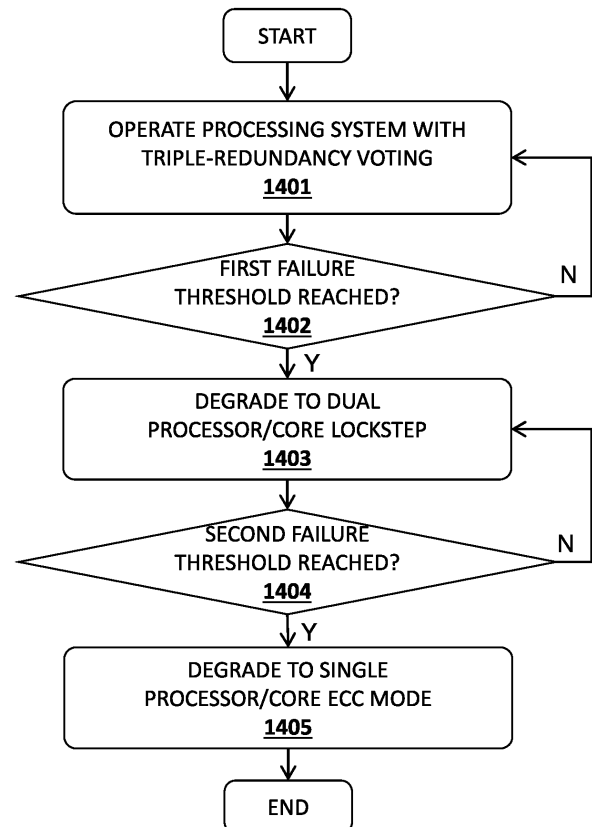 START
OPERATE PROCESSING SYSTEM WITH
TRIPLE-REDUNDANCY VOTING
1401
FIRST FAILURE
THRESHOLD REACHED?
1402
N
Y
DEGRADE TO DUAL
PROCESSOR/CORE LOCKSTEP
1403
SECOND FAILURE
THRESHOLD REACHED?
1404
N
Y
DEGRADE TO SINGLE
PROCESSOR/CORE ECC MODE
1405
END